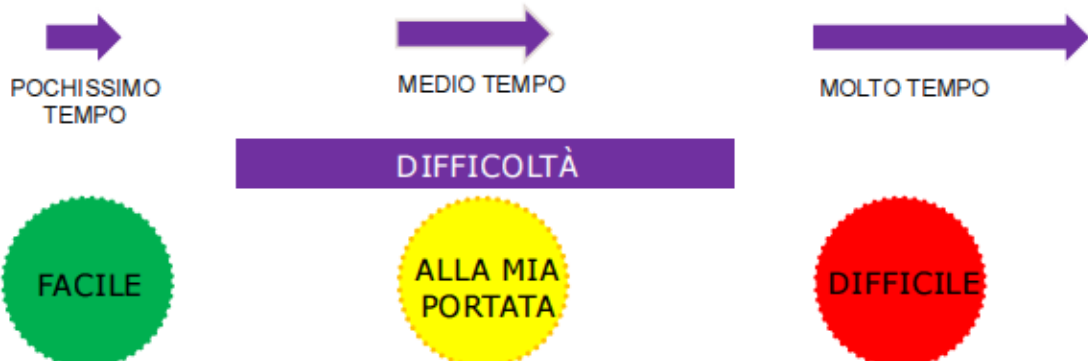 POCHISSIMO
TEMPO
MEDIO TEMPO
MOLTO TEMPO
DIFFICOLTÀ
FACILE
ALLA MIA
PORTATA
DIFFICILE